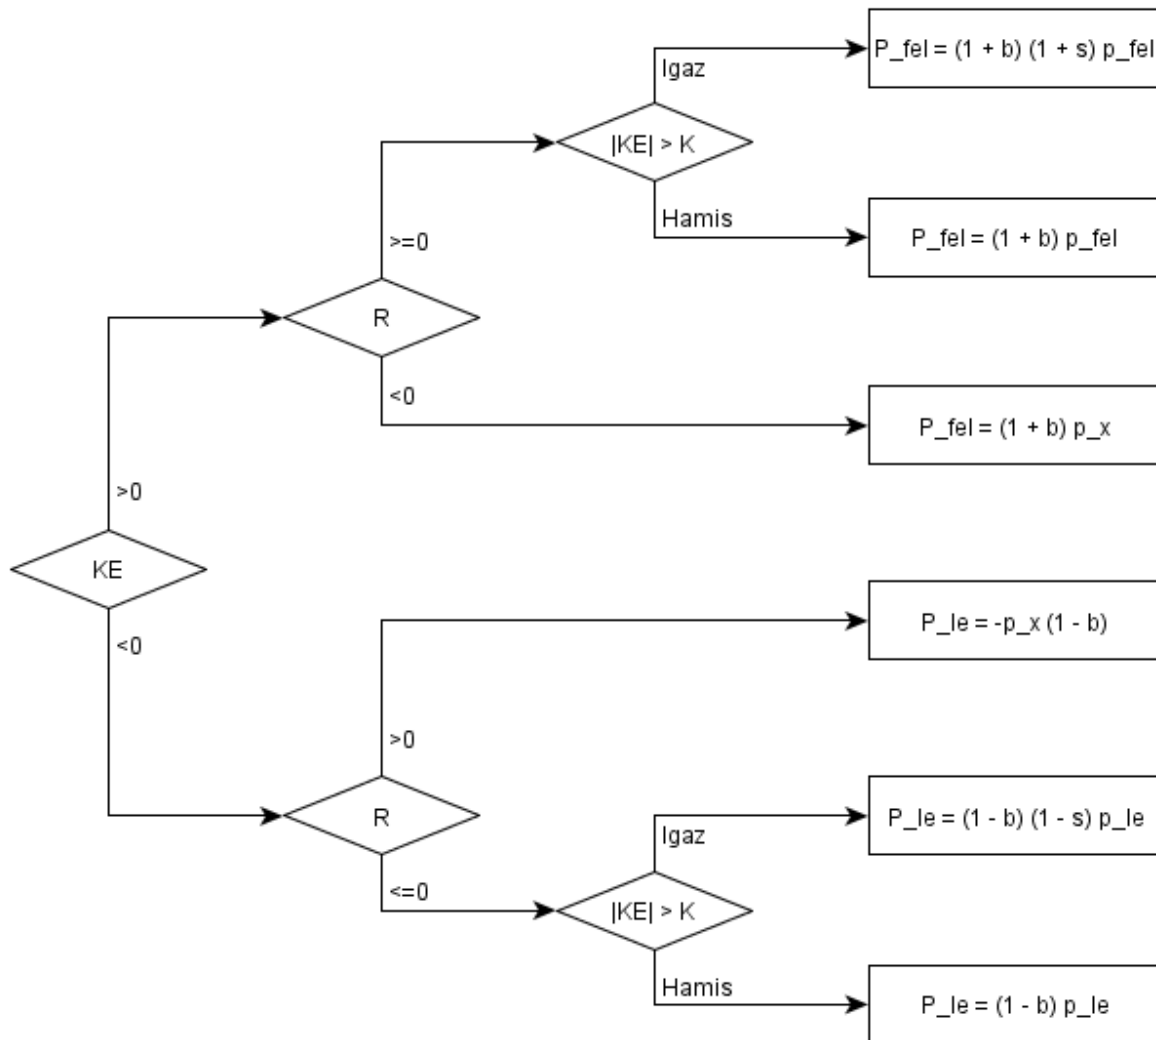 P_fel = (1 + b) (1 + s) p_fel
Igaz
|KE| > K
Hamis
P_fel = (1 + b) p_fel
>=0
R
<0
P_fel = (1 + b) p_x
>0
KE
<0
P_le = -p_x (1 - b)
>0
R
P_le = (1 - b) (1 - s) p_le
Igaz
<=0
|KE| > K
Hamis
P_le = (1 - b) p_le